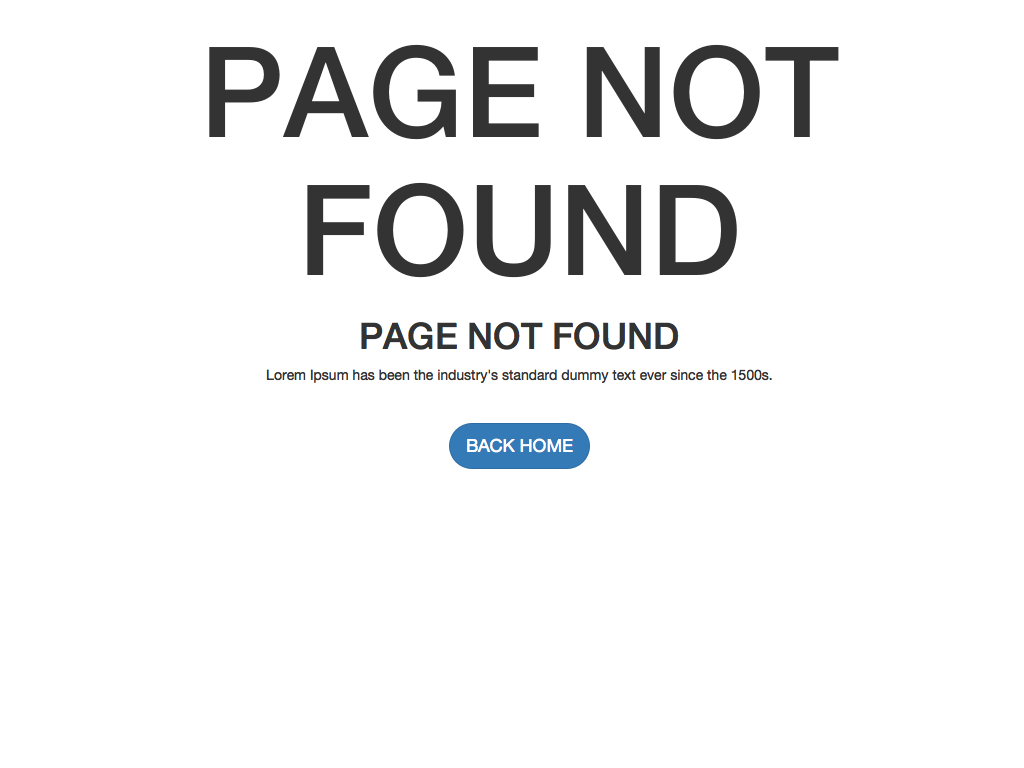 PAGE NOT
FOUND
PAGE NOT FOUND
Lorem Ipsum has been the industry's standard dummy text ever since the 1500s.
BACK HOME